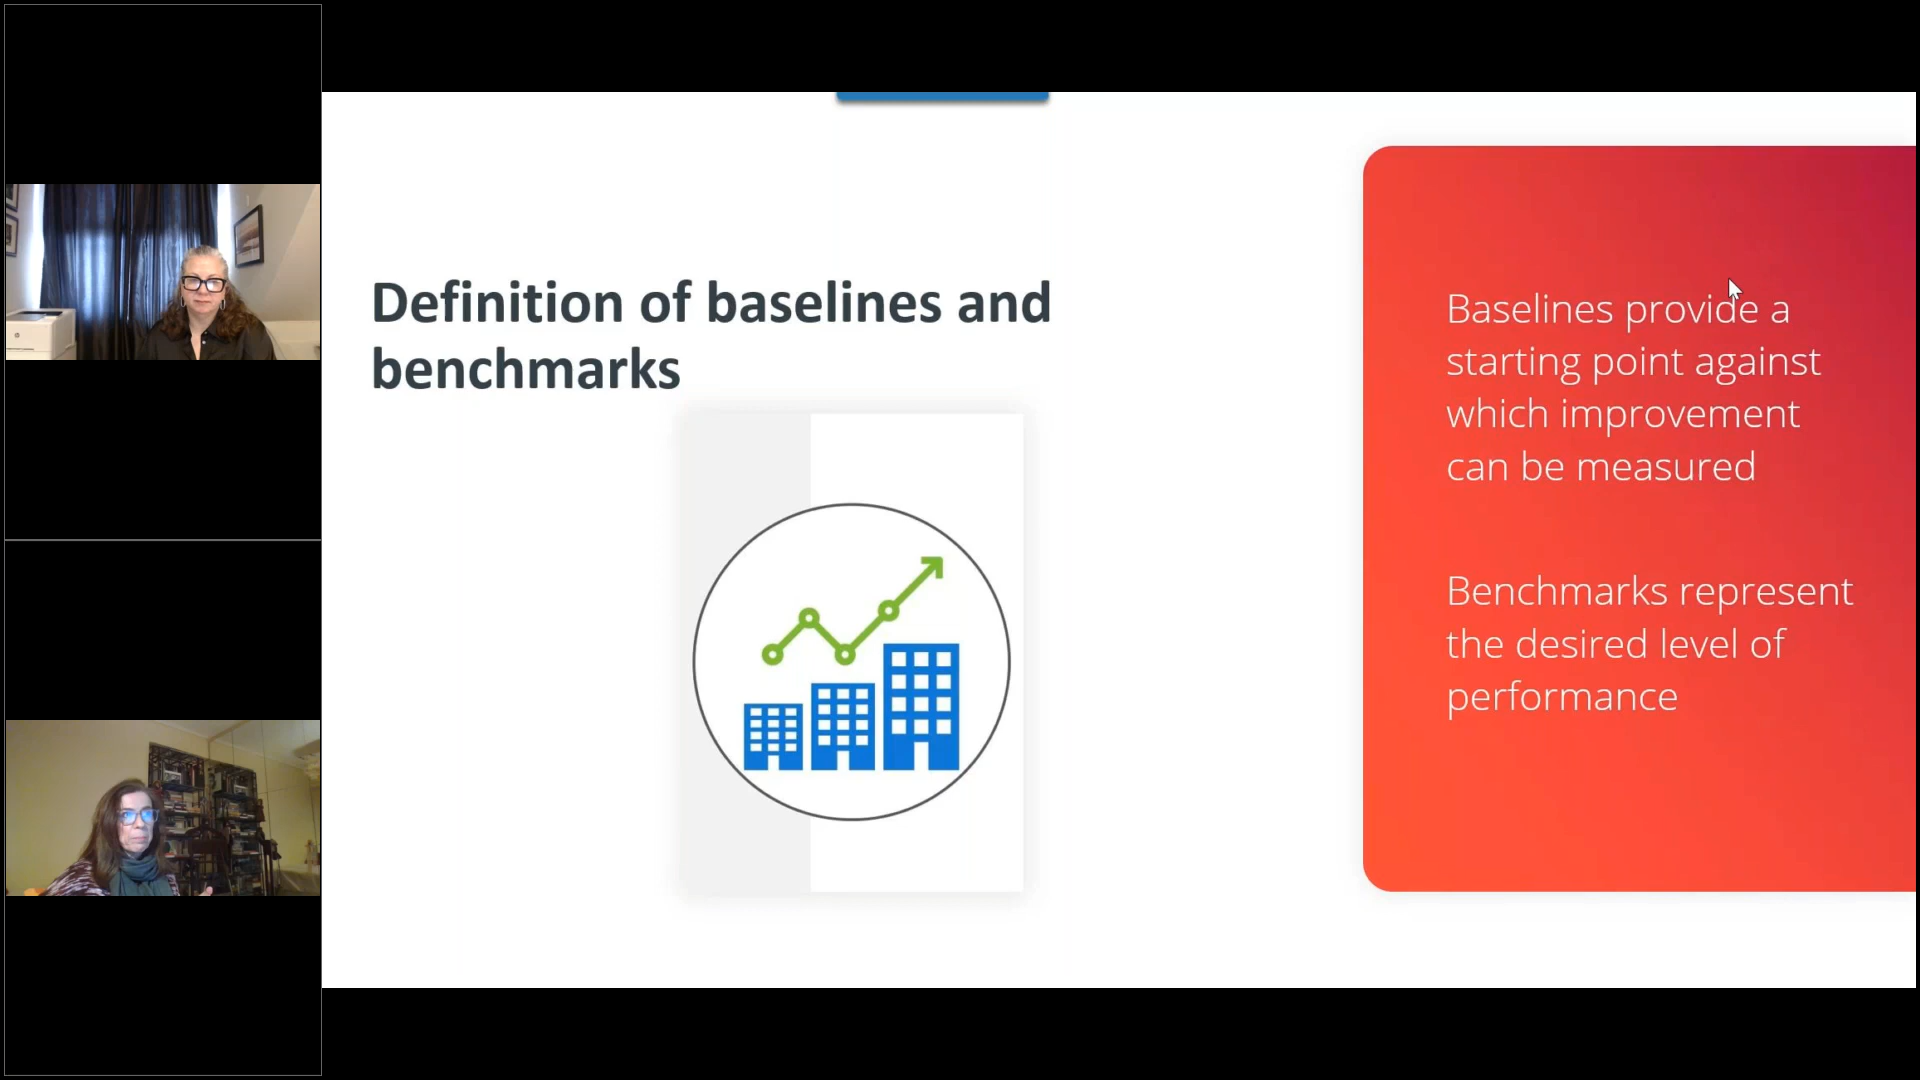 Definition of baselines and
benchmarks
Baselines provide a
starting point against
which improvement
can be measured
Benchmarks represent
the desired level of
performance